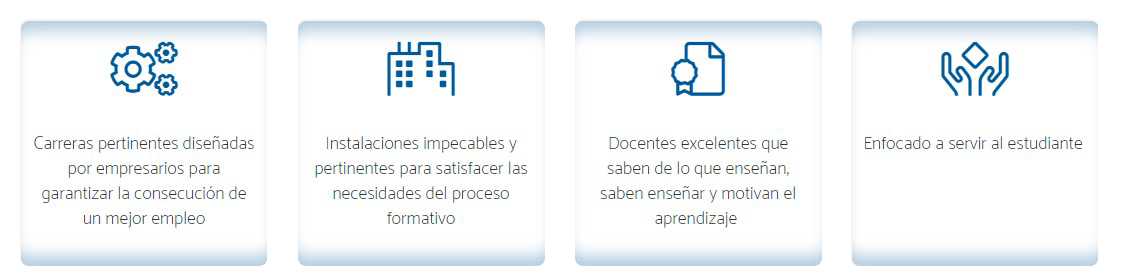 Carreras pertinentes diseñadas
por empresarios para
garantizar la consecución de
un mejor empleo
Instalaciones impecables y
pertinentes para satisfacer las
necesidades del proceso
formativo
Docentes excelentes que
saben de lo que enseñan,
saben enseñar y motivan el
aprendizaje
Enfocado a servir al estudiante